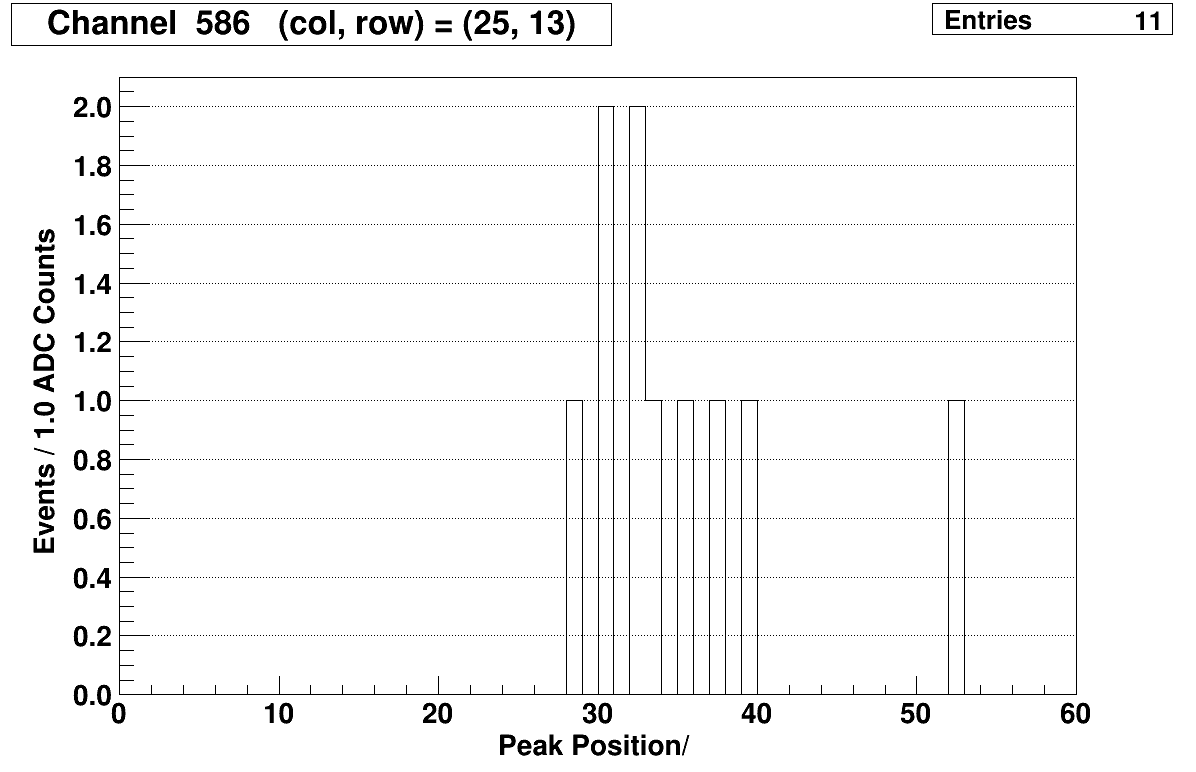 Channel 586 (col, row) = (25, 13)
Entries 11
Events / 1.0 ADC Counts
2.0
1.8
1.6
1.4
1.2
1.0
0.8
0.6
0.4
0.2
0.0
0 10 20 30 40 50 60
Peak Position/